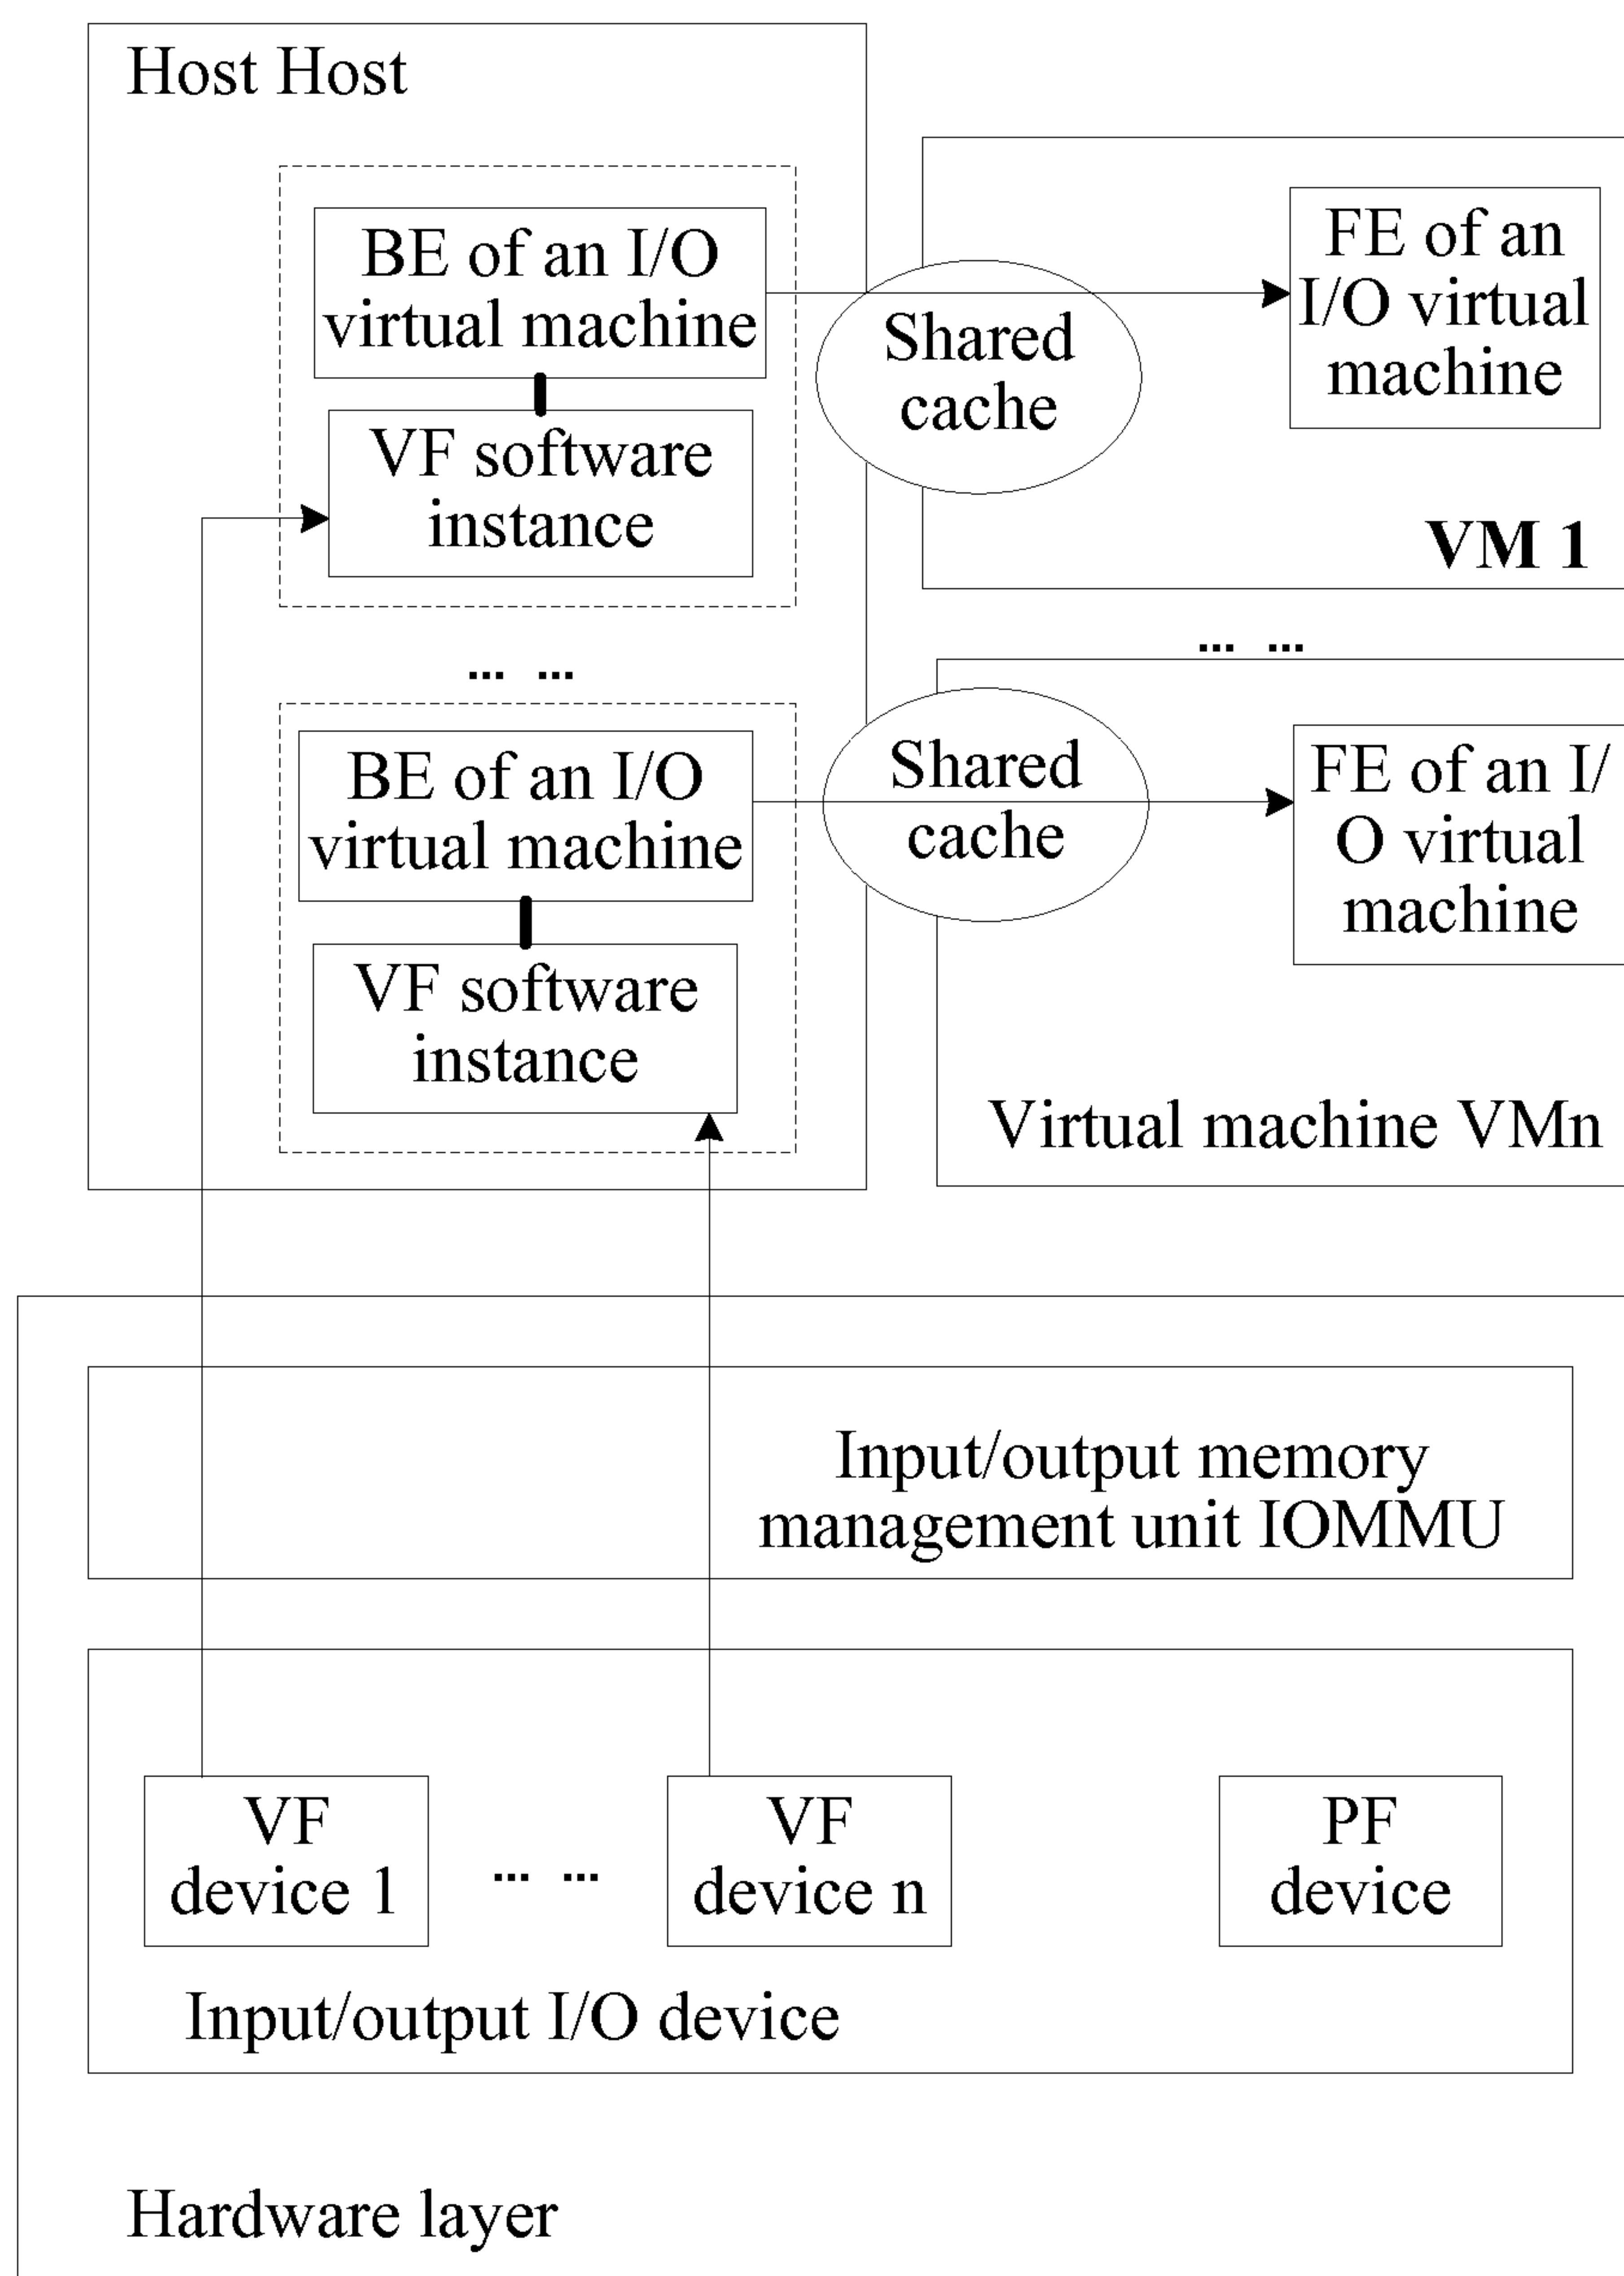 Host Host
BE of an I/O
virtual machine
VF software
instance
Shared
cache
FE of an
I/O virtual
machine
VM 1
... ...
... ...
BE of an I/O
virtual machine
VF software
instance
Shared
cache
FE of an I/
O virtual
machine
Virtual machine VMn
Input/output memory
management unit IOMMU
VF
device 1
... ...
VF
device n
PF
device
Input/output I/O device
Hardware layer